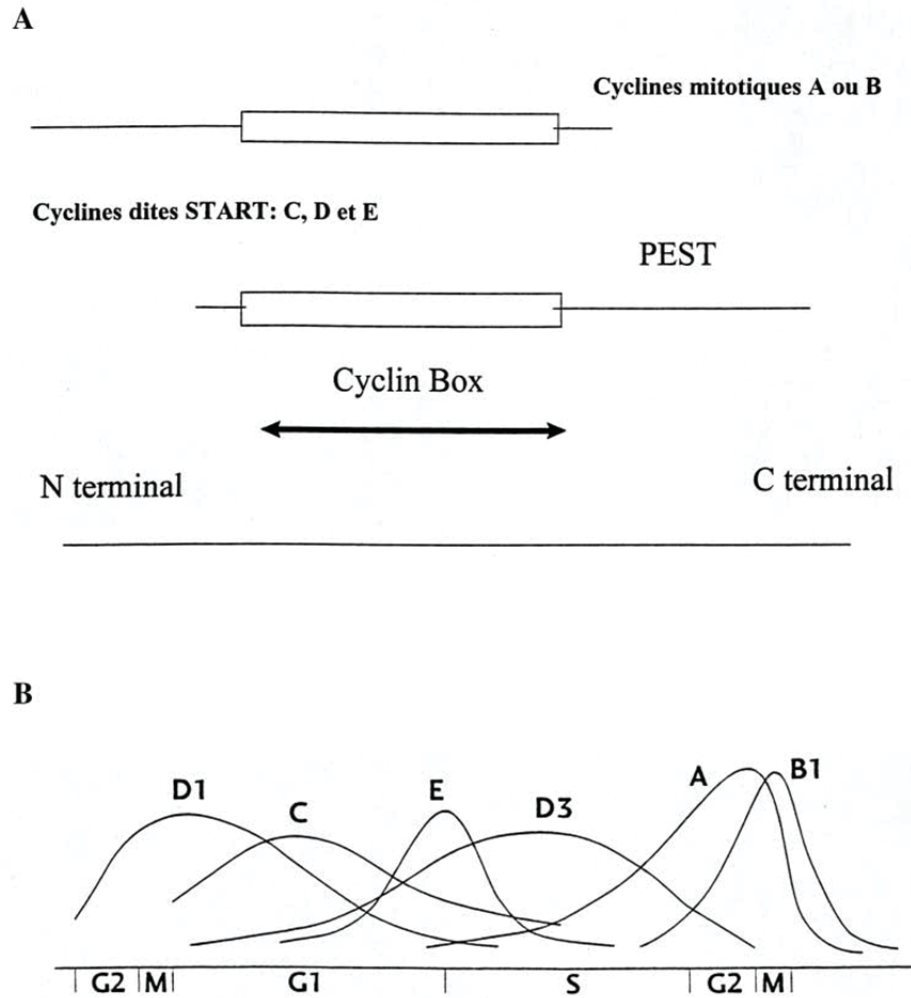 A
Cyclines mitotiques A ou B
Cyclines dites START: C, D et E
PEST
Cyclin Box
N terminal
C terminal
B
D1
C
E
D3
A
B1
G2 M G1 S G2 M